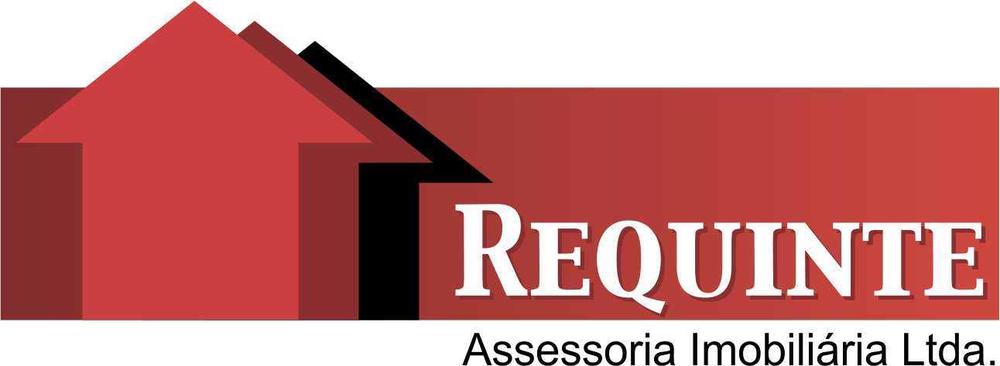 REQUINTE
Assessoria Imobiliária Ltda.